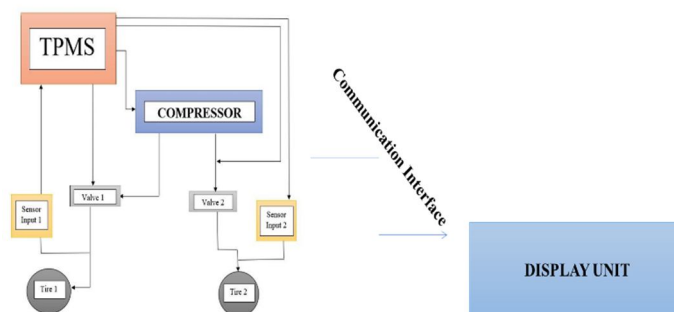 TPMS
COMPRESSOR
Communication Interface
Valve 1
Valve 2
Sensor
Input 1
Sensor
Input 2
DISPLAY UNIT
Tire 1
Tire 2